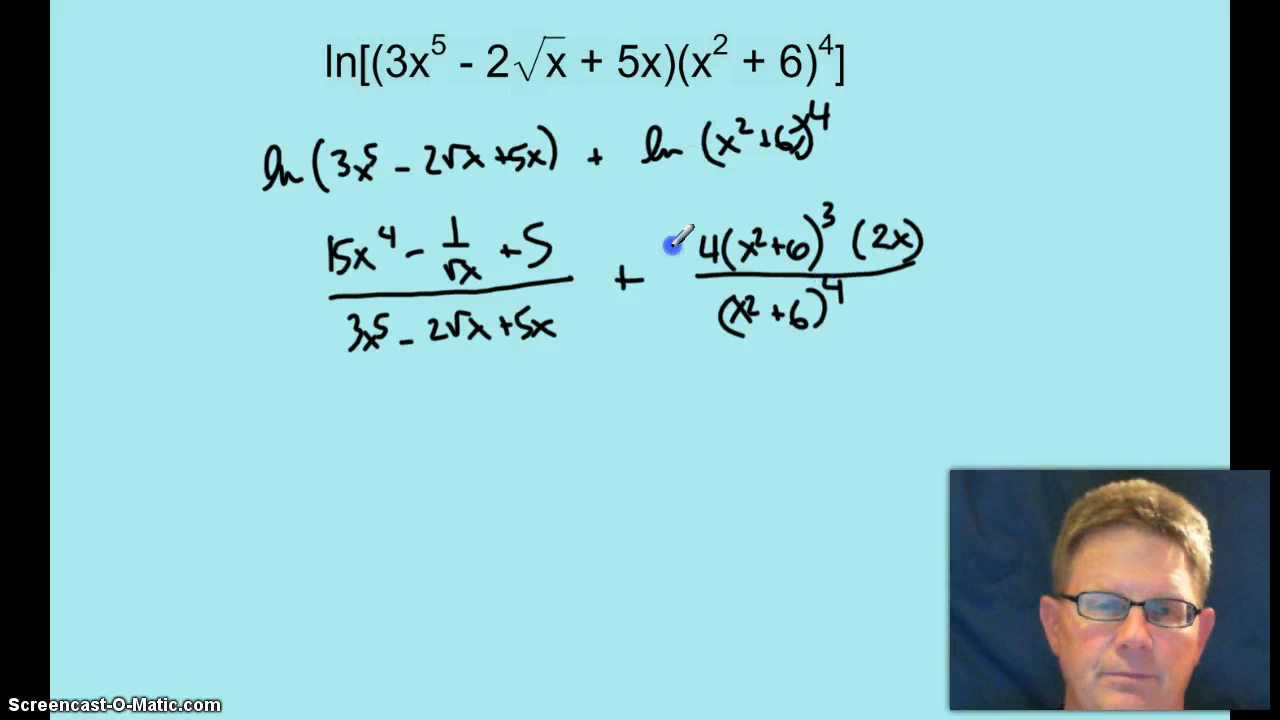 ln[(3x⁵ - 2√x + 5x)(x² + 6)⁴]
ln(3x⁵ - 2√x + 5x) + ln(x² + 6)⁴
15x⁴ - 1/√x + 5 + 4(x² + 6)³ (2x)
3x⁵ - 2√x + 5x (x² + 6)⁴
Screencast-O-Matic.com